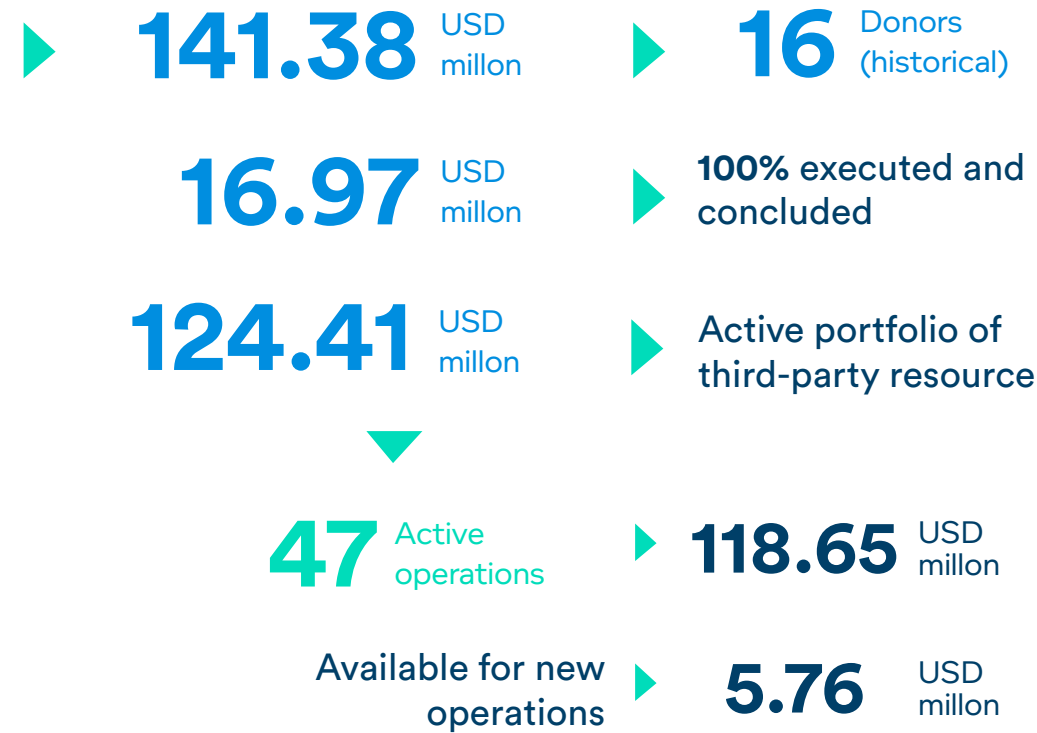 141.38 USD millon
16 Donors (historical)
16.97 USD millon
100% executed and
concluded
124.41 USD millon
Active portfolio of
third-party resource
47 Active operations
118.65 USD millon
Available for new
operations
5.76 USD millon